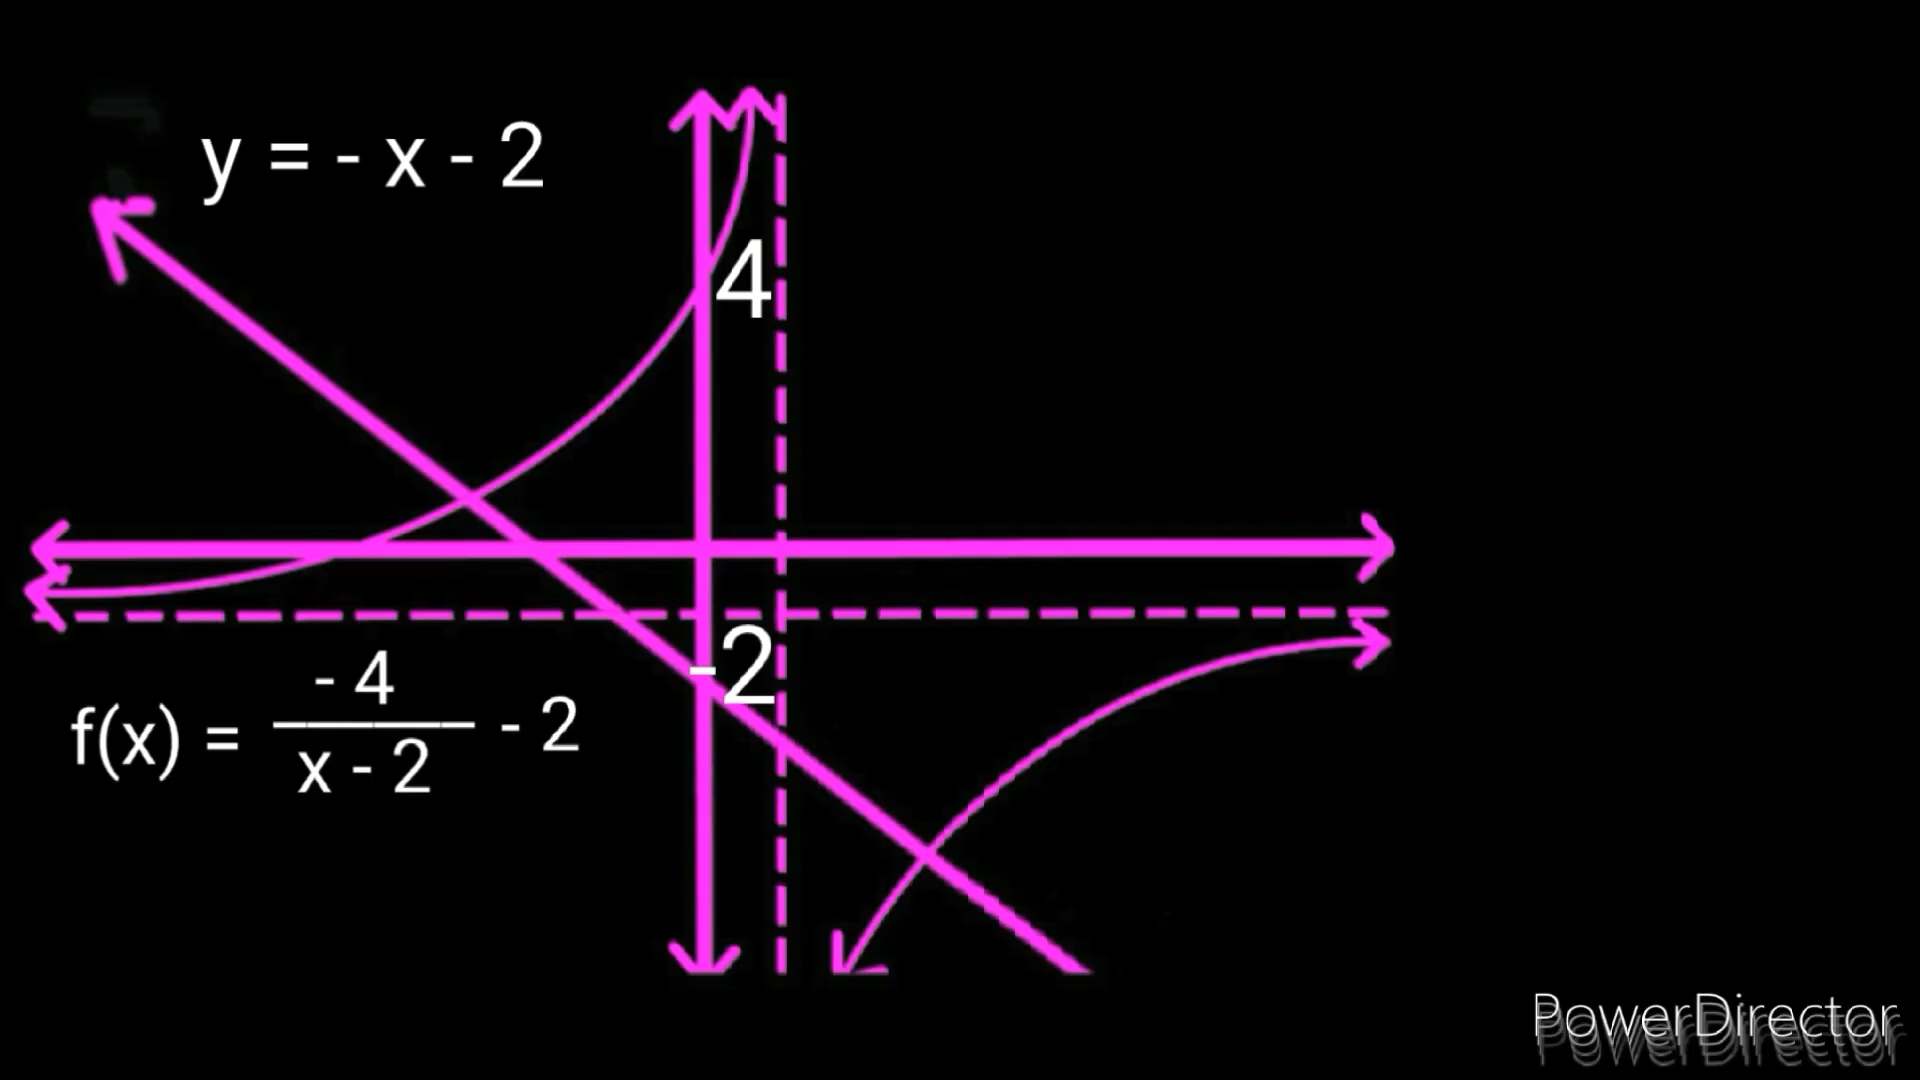 y = - x - 2
4
-2
f(x) = - 4 / x - 2 - 2
PowerDirector